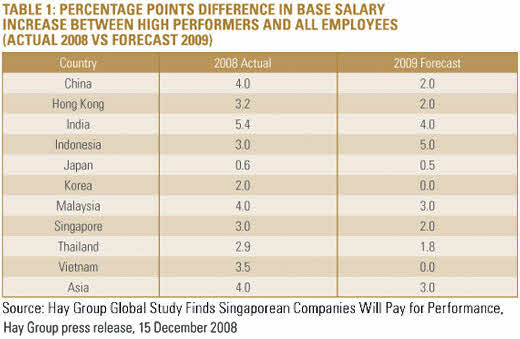 TABLE 1: PERCENTAGE POINTS DIFFERENCE IN BASE SALARY
INCREASE BETWEEN HIGH PERFORMERS AND ALL EMPLOYEES
(ACTUAL 2008 VS FORECAST 2009)
Country 2008 Actual 2009 Forecast
China 4.0 2.0
Hong Kong 3.2 2.0
India 5.4 4.0
Indonesia 3.0 5.0
Japan 0.6 0.5
Korea 2.0 0.0
Malaysia 4.0 3.0
Singapore 3.0 2.0
Thailand 2.9 1.8
Vietnam 3.5 0.0
Asia 4.0 3.0
Source: Hay Group Global Study Finds Singaporean Companies Will Pay for Performance,
Hay Group press release, 15 December 2008